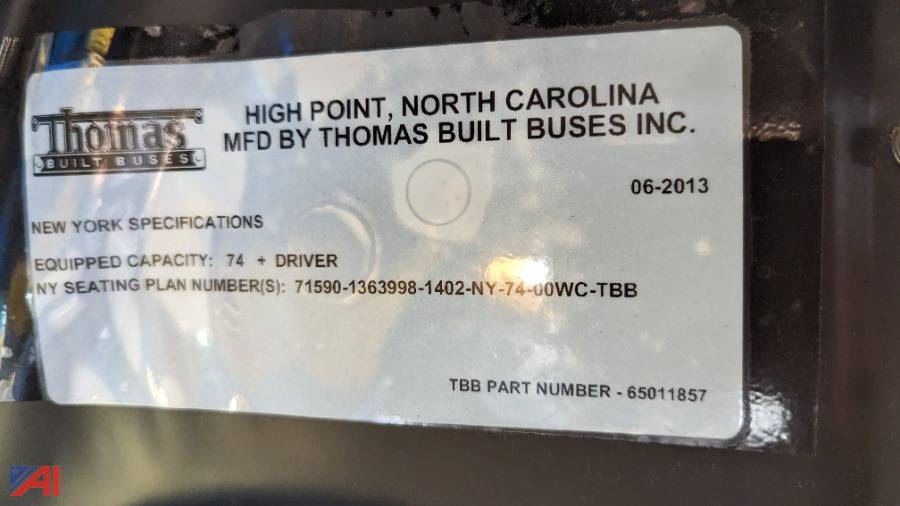 Thomas
BUILT BUSES
HIGH POINT, NORTH CAROLINA
MFD BY THOMAS BUILT BUSES INC.
06-2013
NEW YORK SPECIFICATIONS
EQUIPPED CAPACITY: 74 + DRIVER
NY SEATING PLAN NUMBER(S): 71590-1363998-1402-NY-74-00WC-TBB
TBB PART NUMBER - 65011857
AI